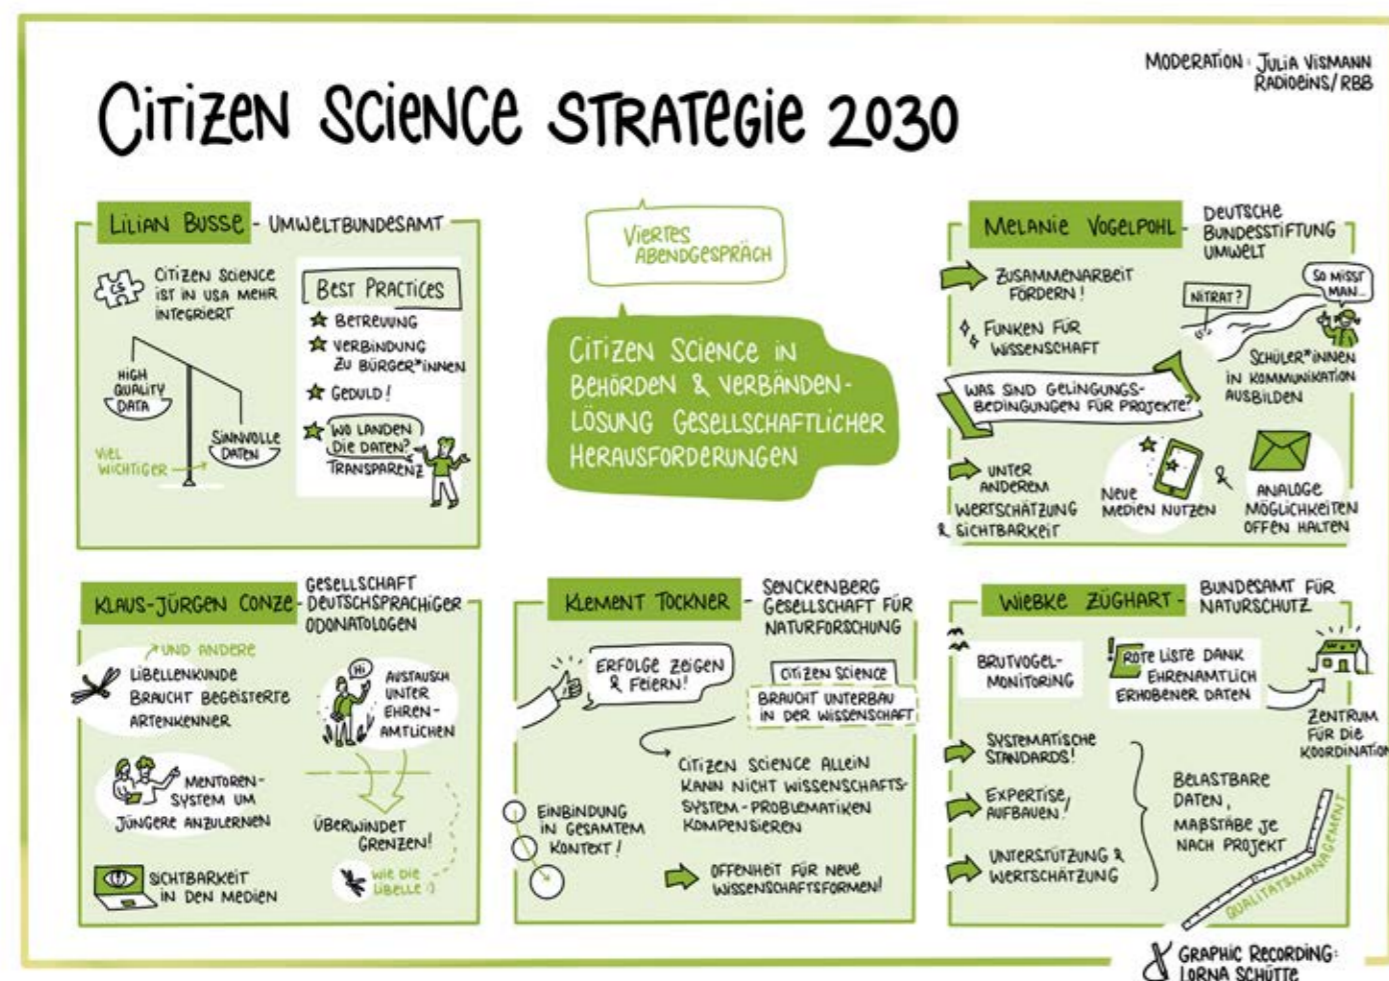 MODERATION: JULIA VISMANN
RADIOEINS/RBB
CITIZEN SCIENCE STRATEGIE 2030
LILIAN BUSSE - UMWELTBUNDESAMT
CS
CITIZEN SCIENCE
IST IN USA MEHR
INTEGRIERT
HIGH
QUALITY
DATA
SINNVOLLE
DATEN
VIEL
WICHTIGER
BEST PRACTICES
BETREUUNG
VERBINDUNG
ZU BÜRGER*INNEN
GEDULD!
WO LANDEN
DIE DATEN?
TRANSPARENZ
VIERTES
ABENDGESPRÄCH
CITIZEN SCIENCE IN
BEHÖRDEN & VERBÄNDEN-
LÖSUNG GESELLSCHAFTLICHER
HERAUSFORDERUNGEN
MELANIE VOGELPOHL - DEUTSCHE
BUNDESSTIFTUNG
UMWELT
ZUSAMMENARBEIT
FÖRDERN!
FUNKEN FÜR
WISSENSCHAFT
NITRAT?
SO MISST
MAN...
SCHÜLER*INNEN
IN KOMMUNIKATION
AUSBILDEN
WAS SIND GELINGUNGS-
BEDINGUNGEN FÜR PROJEKTE?
UNTER
ANDEREM
WERTSCHÄTZUNG
& SICHTBARKEIT
NEUE
MEDIEN NUTZEN
&
ANALOGE
MÖGLICHKEITEN
OFFEN HALTEN
KLAUS-JÜRGEN CONZE - GESELLSCHAFT
DEUTSCHSPRACHIGER
ODONATOLOGEN
UND ANDERE
LIBELLENKUNDE
BRAUCHT BEGEISTERTE
ARTENKENNER
HI
AUSTAUSCH
UNTER
EHREN-
AMTLICHEN
MENTOREN-
SYSTEM UM
JÜNGERE ANZULERNEN
ÜBERWINDET
GRENZEN!
WIE DIE
LIBELLE :)
SICHTBARKEIT
IN DEN MEDIEN
KLEMENT TOCKNER - SENCKENBERG
GESELLSCHAFT FÜR
NATURFORSCHUNG
ERFOLGE ZEIGEN
& FEIERN!
CITIZEN SCIENCE
BRAUCHT UNTERBAU
IN DER WISSENSCHAFT
CITIZEN SCIENCE ALLEIN
KANN NICHT WISSENSCHAFTS-
SYSTEM-PROBLEMATIKEN
KOMPENSIEREN
EINBINDUNG
IN GESAMTEM
KONTEXT!
OFFENHEIT FÜR NEUE
WISSENSCHAFTSFORMEN!
WIEBKE ZÜGHART - BUNDESAMT FÜR
NATURSCHUTZ
BRUTVOGEL-
MONITORING
! ROTE LISTE DANK
EHRENAMTLICH
ERHOBENER DATEN
ZENTRUM
FÜR DIE
KOORDINATION
SYSTEMATISCHE
STANDARDS!
EXPERTISE
AUFBAUEN!
UNTERSTÜTZUNG &
WERTSCHÄTZUNG
BELASTBARE
DATEN,
MAẞSTÄBE JE
NACH PROJEKT
QUALITÄTSMANAGEMENT
GRAPHIC RECORDING:
LORNA SCHÜTTE